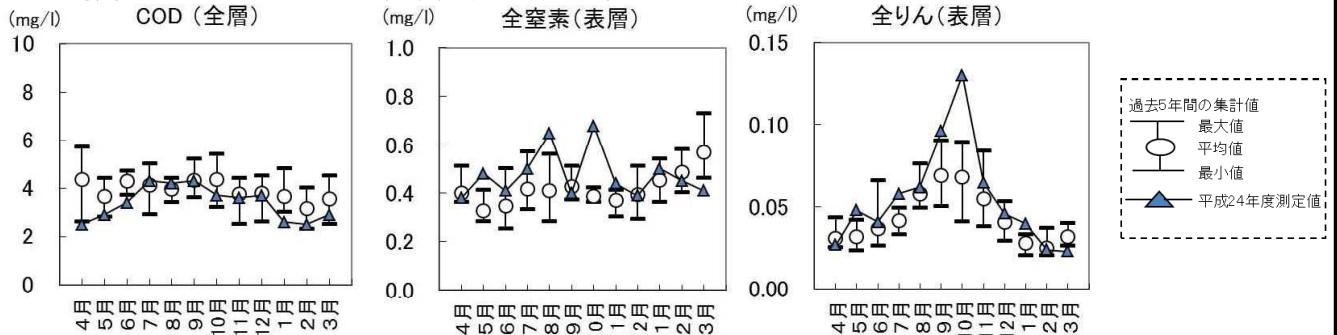 (mg/l) COD (全層)
10
8
6
4
2
0
4月 5月 6月 7月 8月 9月 10月 11月 12月 1月 2月 3月
(mg/l) 全窒素(表層)
1.0
0.8
0.6
0.4
0.2
0.0
4月 5月 6月 7月 8月 9月 0月 1月 2月 1月 2月 3月
(mg/l) 全りん(表層)
0.15
0.10
0.05
0.00
4月 5月 6月 7月 8月 9月 10月 11月 12月 1月 2月 3月
過去5年間の集計値
最大値
平均値
最小値
平成24年度測定値